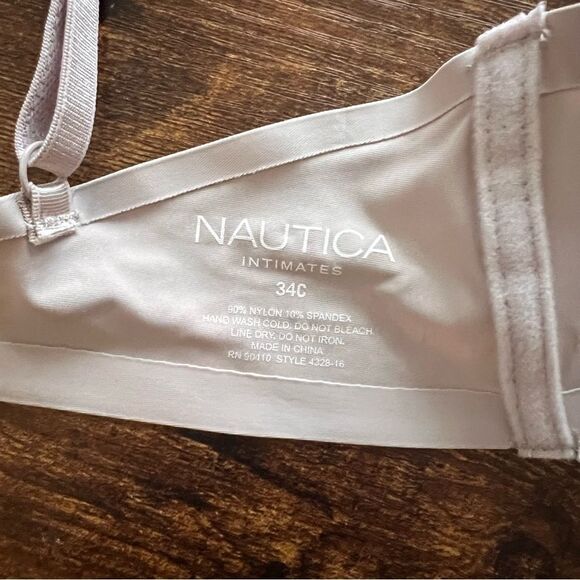 NAUTICA
INTIMATES
34C
90% NYLON 10% SPANDEX
HAND WASH COLD. DO NOT BLEACH.
LINE DRY. DO NOT IRON.
MADE IN CHINA
RN 90410 STYLE 4328-16